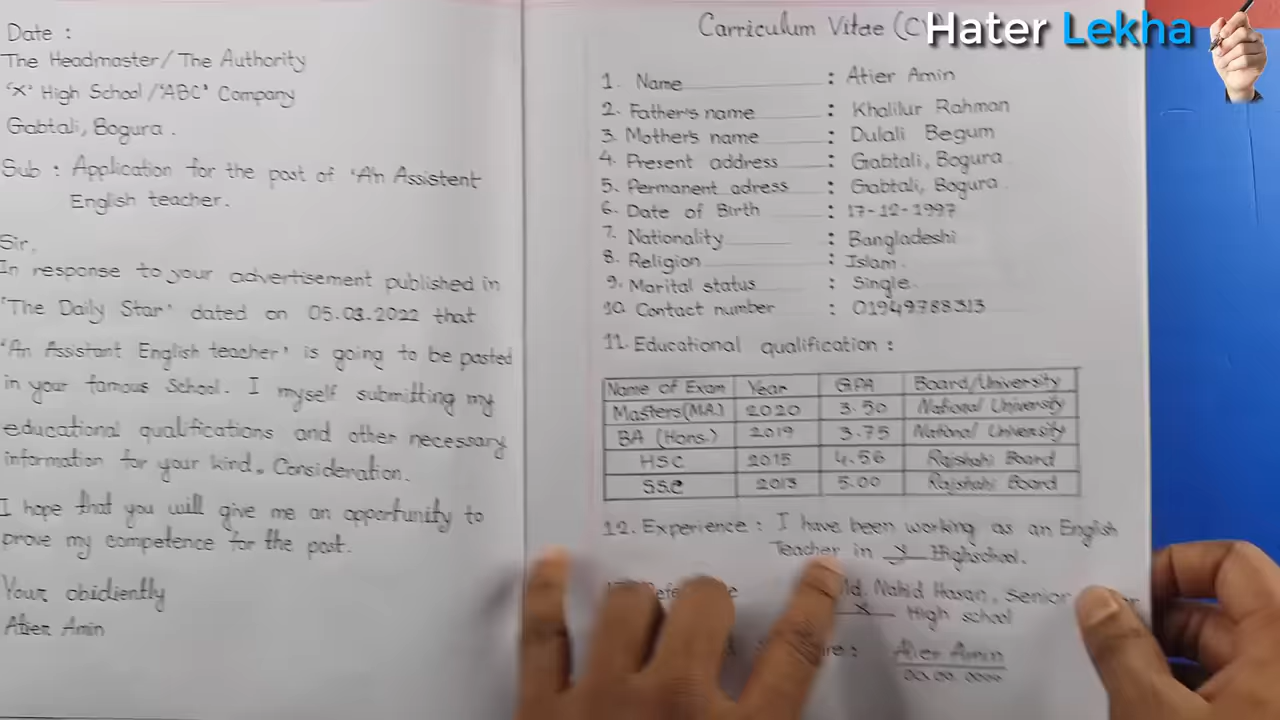 Hater Lekha
Date :
The Headmaster/The Authority
'X' High School/'ABC' Company
Gabtali, Bogura.
Sub : Application for the post of 'An Assistent
English teacher.
Sir,
In response to your advertisement published in
'The Daily Star' dated on 05.03.2022 that
'An Assistant English teacher' is going to be posted
in your famous School. I myself submitting my
educational qualifications and other necessary
information for your kind. Consideration.
I hope that you will give me an opportunity to
prove my competence for the post.
Your obidiently
Atier Amin
Carriculum Vitae (CV
1. Name : Atier Amin
2. Father's name : Khalilur Rahman
3. Mother's name : Dulali Begum
4. Present address : Gabtali, Bogura
5. Permanent adress : Gabtali, Bogura.
6. Date of Birth : 17-12-1997
7. Nationality : Bangladeshi
8. Religion : Islam.
9. Marital status : Single.
10. Contact number : 01949788313
11. Educational qualification :
Name of Exam Year GPA Board/University
Masters(MA) 2020 3.50 National University
BA (Hons.) 2019 3.75 National University
HSC 2015 4.56 Rajshahi Board
S.S.C 2013 5.00 Rajshahi Board
12. Experience : I have been working as an English
Teacher in Y Highschool.
Md. Nahid Hasan, Senior
X High school
: Atier Amin
00.00.0000